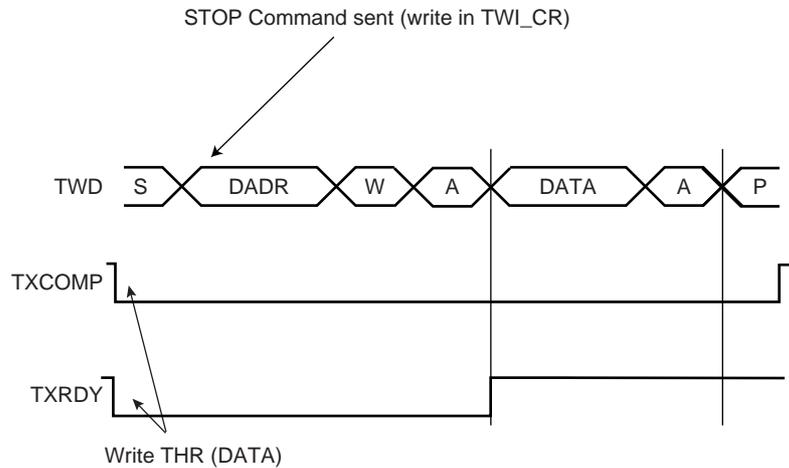 STOP Command sent (write in TWI_CR)
TWD S DADR W A DATA A P
TXCOMP
TXRDY
Write THR (DATA)